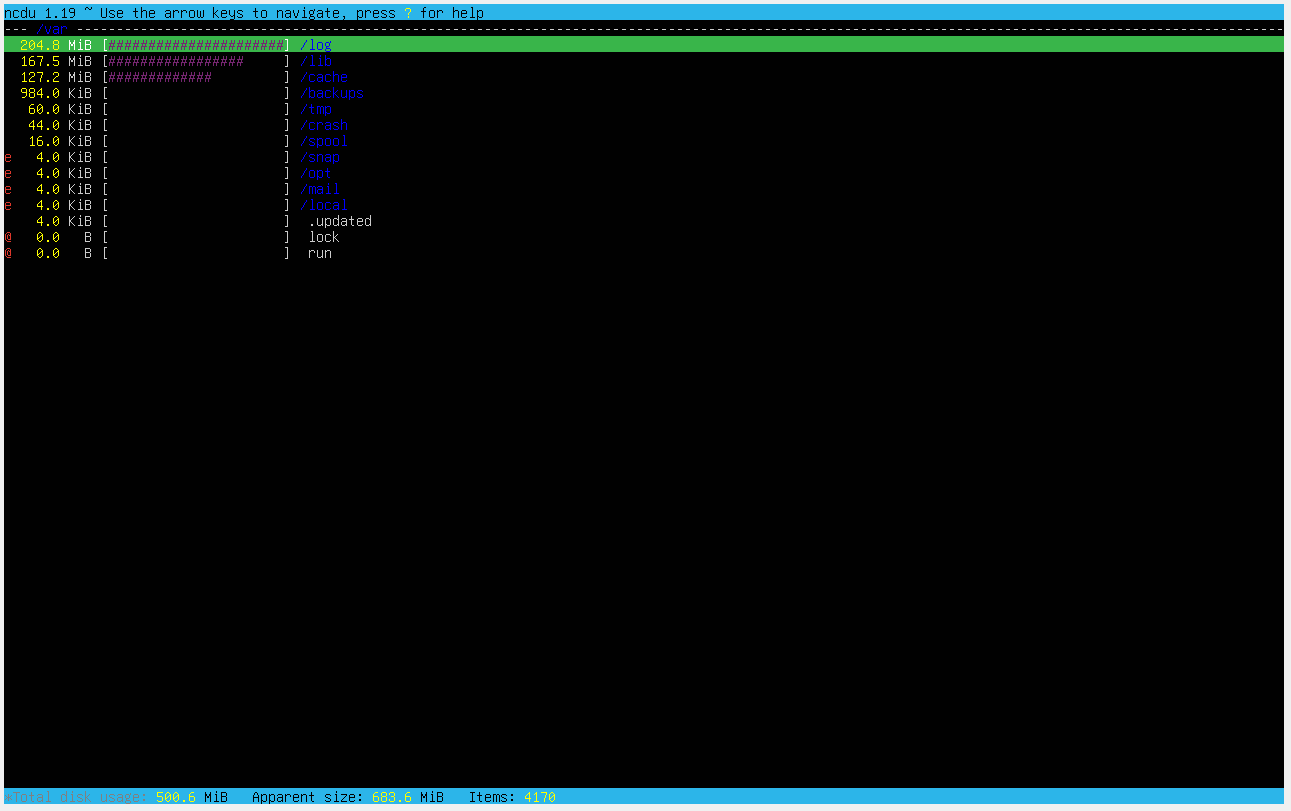 ncdu 1.19 ~ Use the arrow keys to navigate, press ? for help
--- /var ----------------------------------------------------------------------------------------------------------------------------------------------------
204.8 MiB [######################] /log
167.5 MiB [#################     ] /lib
127.2 MiB [#############         ] /cache
984.0 KiB [                      ] /backups
60.0 KiB [                      ] /tmp
44.0 KiB [                      ] /crash
16.0 KiB [                      ] /spool
e 4.0 KiB [                      ] /snap
e 4.0 KiB [                      ] /opt
e 4.0 KiB [                      ] /mail
e 4.0 KiB [                      ] /local
4.0 KiB [                      ]  .updated
@ 0.0   B [                      ]  lock
@ 0.0   B [                      ]  run
*Total disk usage: 500.6 MiB   Apparent size: 683.6 MiB   Items: 4170